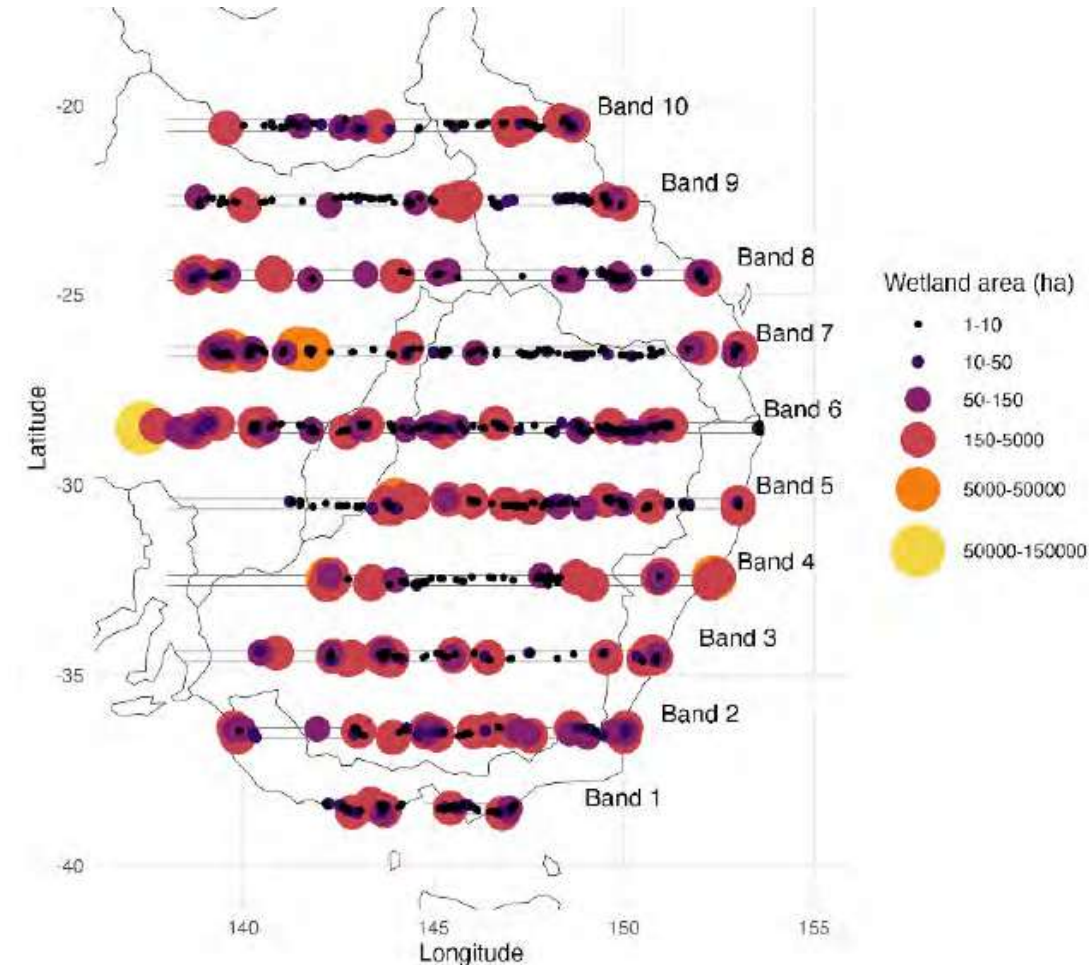 -20
Band 10
Band 9
-25
Band 8
Wetland area (ha)
1-10
Band 7
10-50
50-150
Band 6
150-5000
Latitude
-30
Band 5
5000-50000
Band 4
50000-150000
Band 3
-35
Band 2
Band 1
-40
140
145
150
155
Longitude